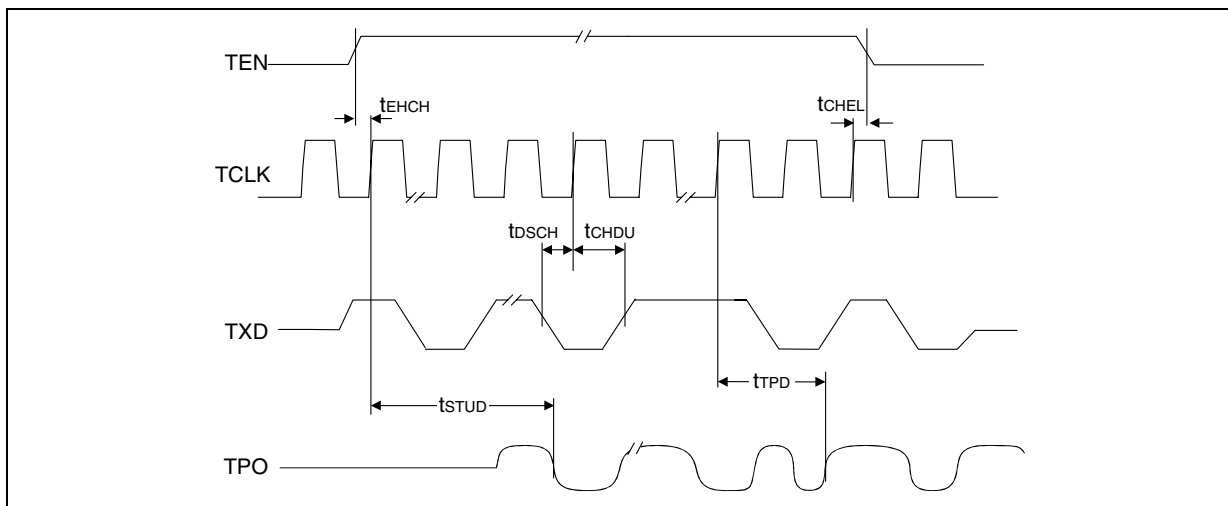 TEN
tEHCH
tCHEL
TCLK
tDSCH
tCHDU
TXD
tTPD
tSTUD
TPO